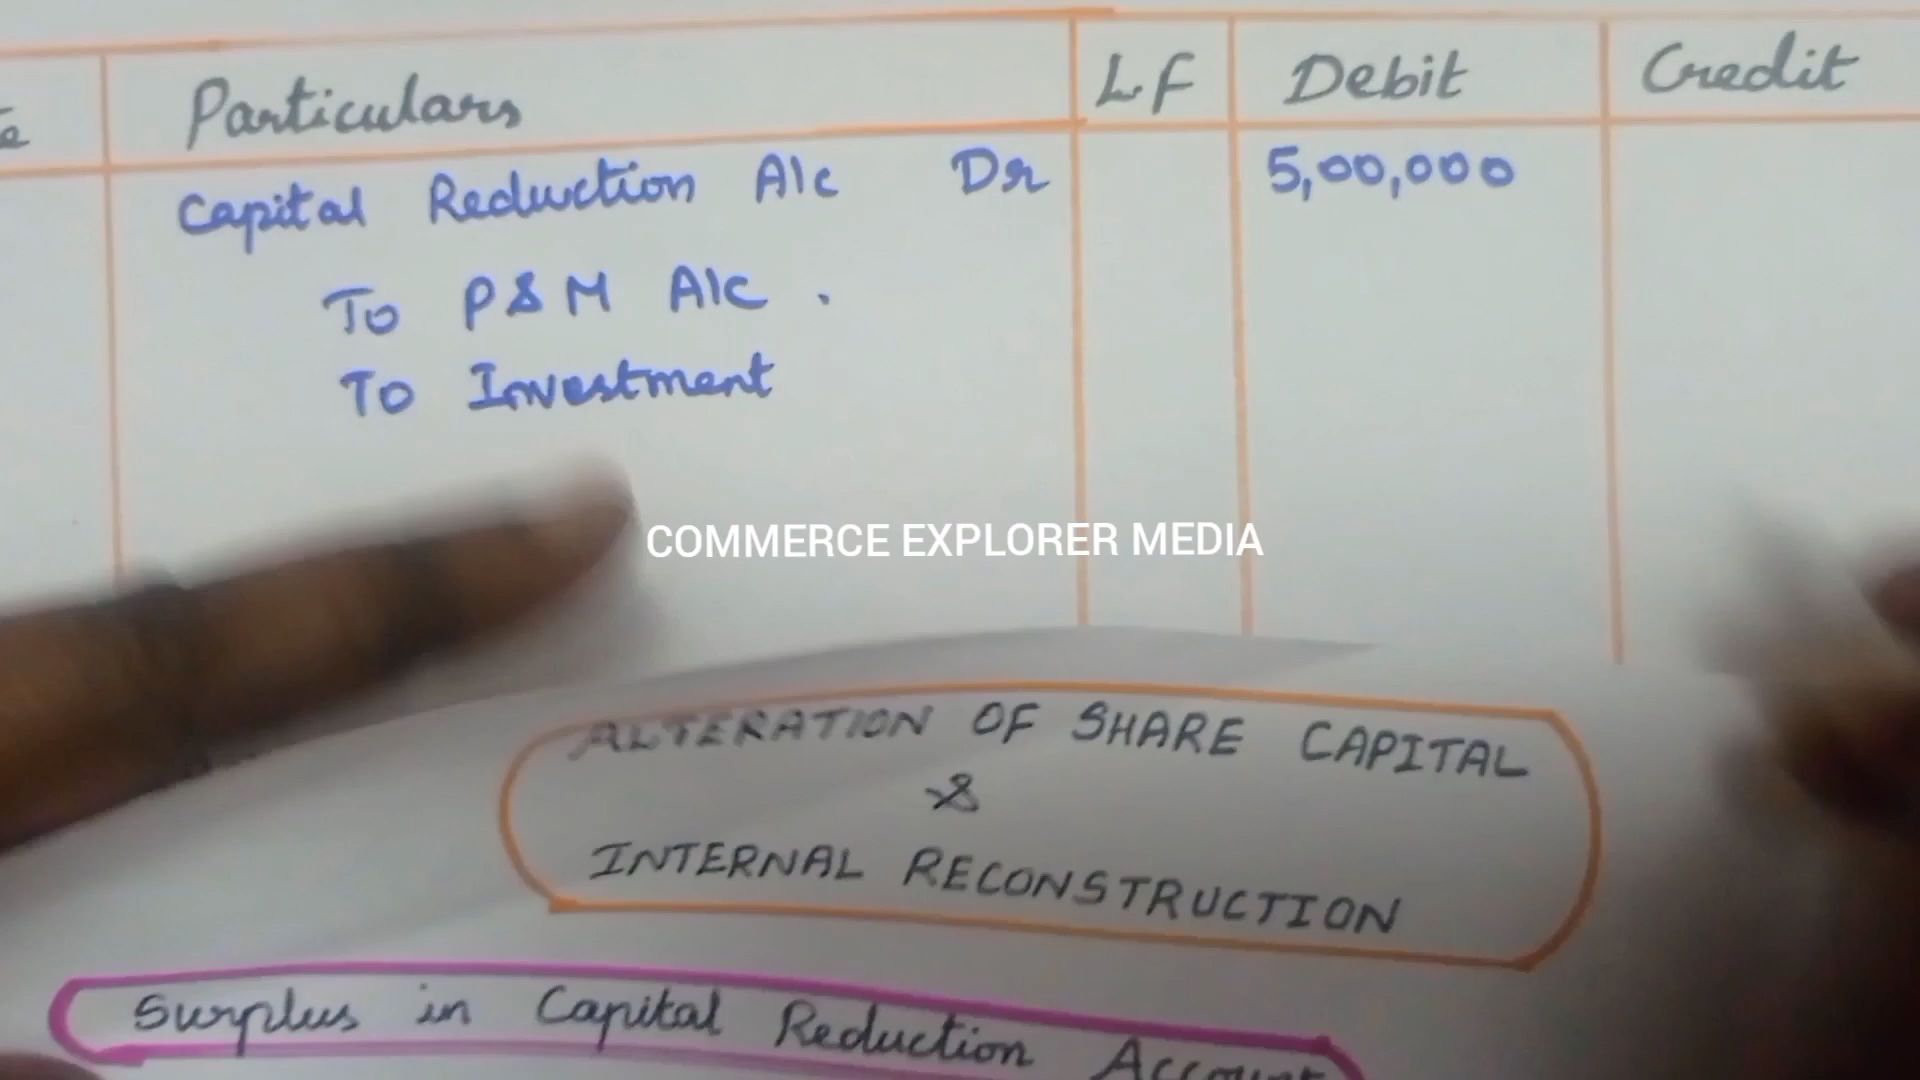 Particulars L.F Debit Credit
Capital Reduction A/c Dr 5,00,000
To P&M A/c.
To Investment
COMMERCE EXPLORER MEDIA
ALTERATION OF SHARE CAPITAL
&
INTERNAL RECONSTRUCTION
Surplus in Capital Reduction Account